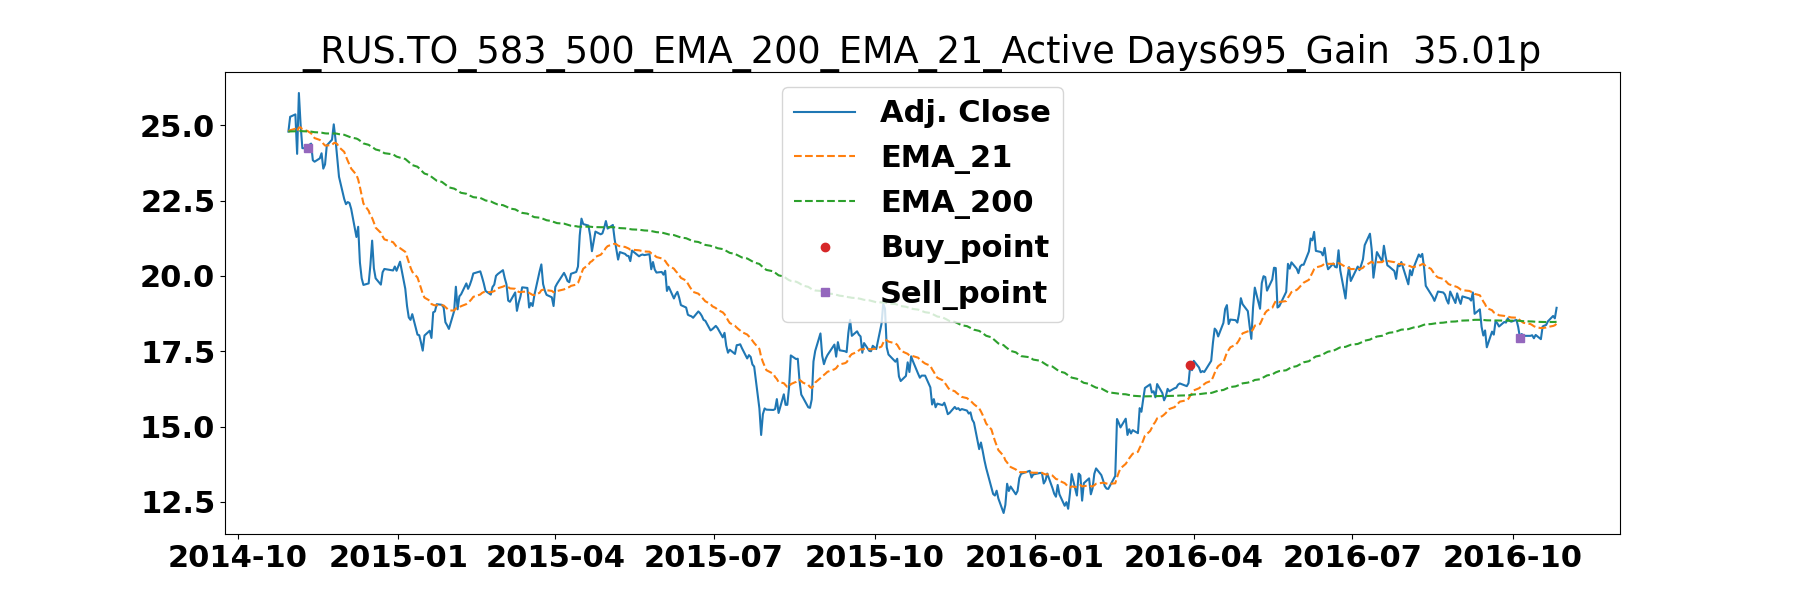 _RUS.TO_583_500_EMA_200_EMA_21_Active Days695_Gain  35.01p
25.0
22.5
20.0
17.5
15.0
12.5
Adj. Close
EMA_21
EMA_200
Buy_point
Sell_point
2014-10 2015-01 2015-04 2015-07 2015-10 2016-01 2016-04 2016-07 2016-10